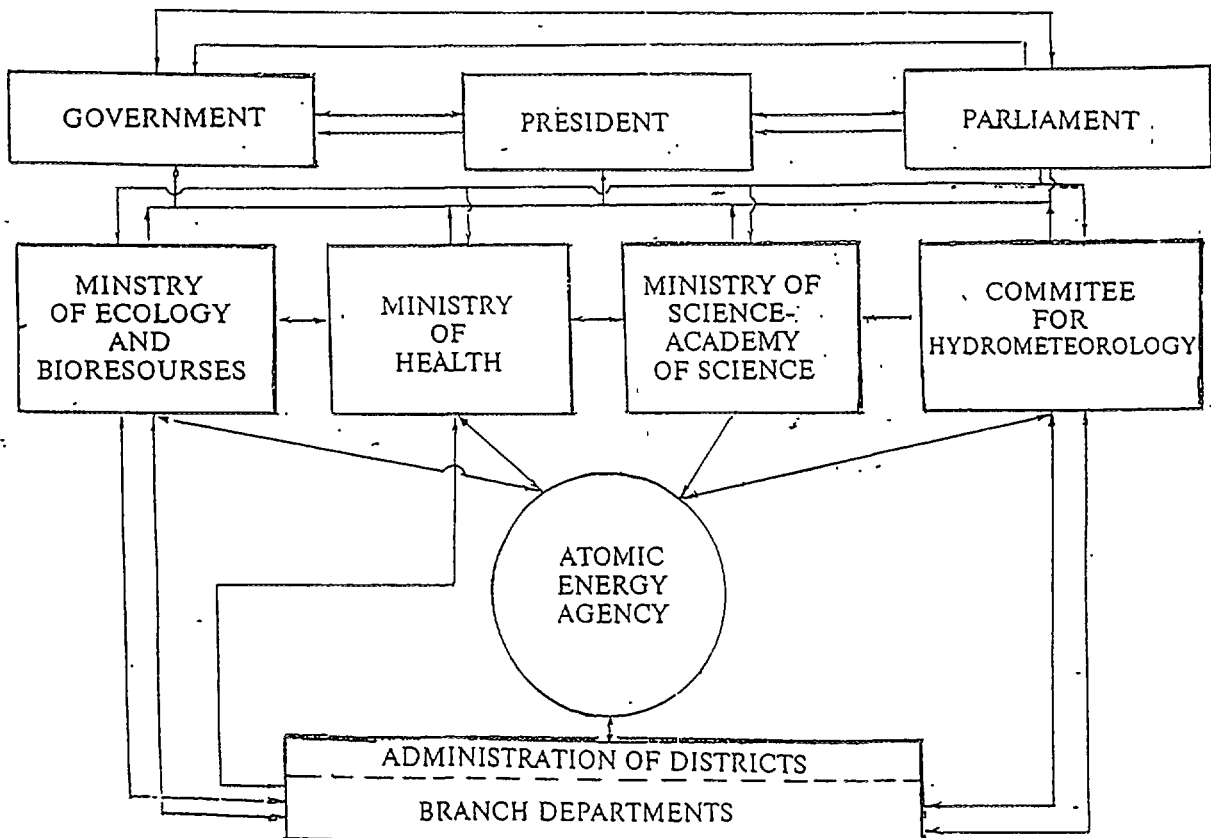 GOVERNMENT
PRESIDENT
PARLIAMENT
MINSTRY
OF ECOLOGY
AND
BIORESOURSES
MINISTRY
OF
HEALTH
MINISTRY OF
SCIENCE-
ACADEMY
OF SCIENCE
COMMITEE
FOR
HYDROMETEOROLOGY
ATOMIC
ENERGY
AGENCY
ADMINISTRATION OF DISTRICTS
BRANCH DEPARTMENTS